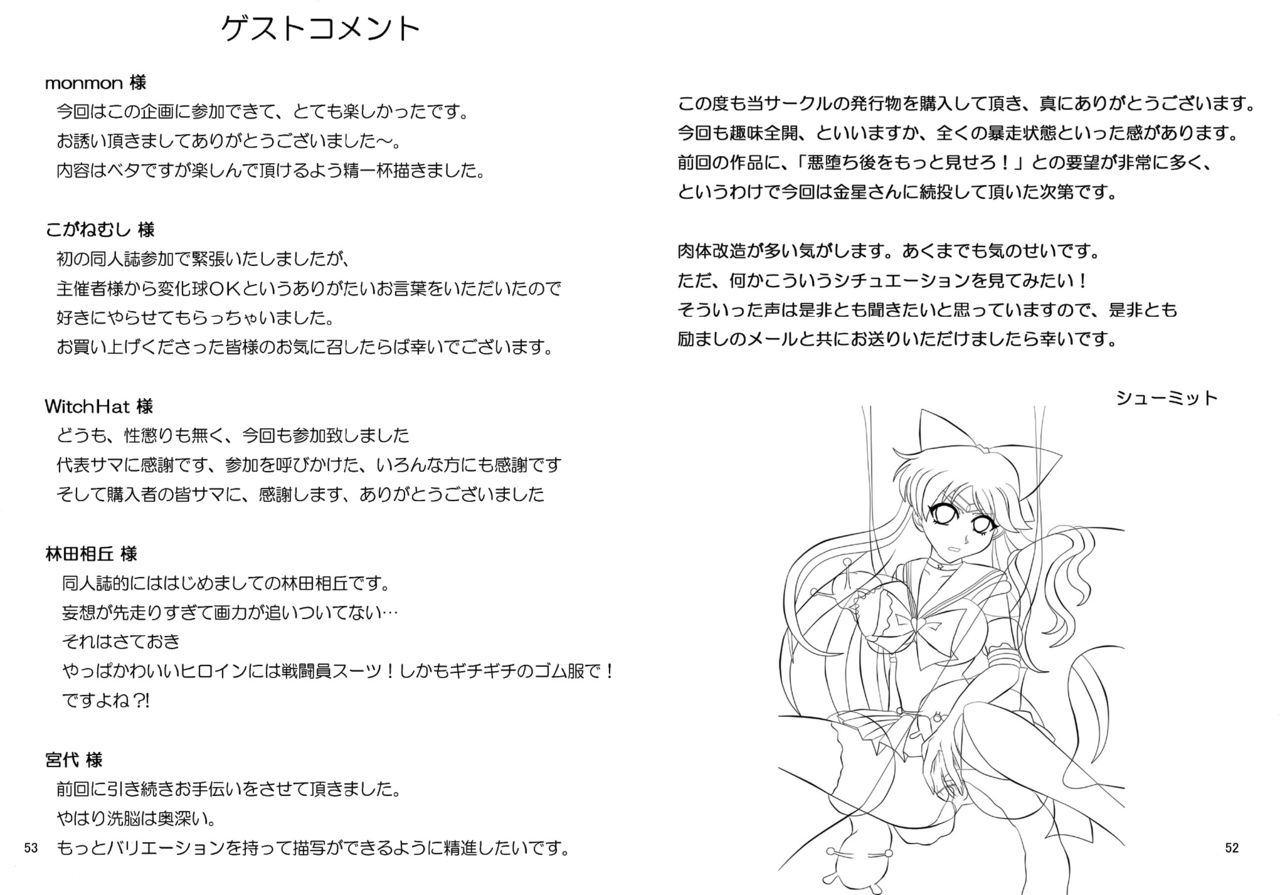 ゲストコメント
monmon 様
今回はこの企画に参加できて、とても楽しかったです。
お誘い頂きましてありがとうございました～。
内容はベタですが楽しんで頂けるよう精一杯描きました。
こがねむし 様
初の同人誌参加で緊張いたしましたが、
主催者様から変化球ＯＫというありがたいお言葉をいただいたので
好きにやらせてもらっちゃいました。
お買い上げくださった皆様のお気に召したらば幸いでございます。
WitchHat 様
どうも、性懲りも無く、今回も参加致しました
代表サマに感謝です、参加を呼びかけた、いろんな方にも感謝です
そして購入者の皆サマに、感謝します、ありがとうございました
林田相丘 様
同人誌的にははじめましての林田相丘です。
妄想が先走りすぎて画力が追いついてない…
それはさておき
やっぱかわいいヒロインには戦闘員スーツ！しかもギチギチのゴム服で！
ですよね？！
宮代 様
前回に引き続きお手伝いをさせて頂きました。
やはり洗脳は奥深い。
もっとバリエーションを持って描写ができるように精進したいです。
53
この度も当サークルの発行物を購入して頂き、真にありがとうございます。
今回も趣味全開、といいますか、全くの暴走状態といった感があります。
前回の作品に、「悪堕ち後をもっと見せろ！」との要望が非常に多く、
というわけで今回は金星さんに続投して頂いた次第です。
肉体改造が多い気がします。あくまでも気のせいです。
ただ、何かこういうシチュエーションを見てみたい！
そういった声は是非とも聞きたいと思っていますので、是非とも
励ましのメールと共にお送りいただけましたら幸いです。
シューミット
52